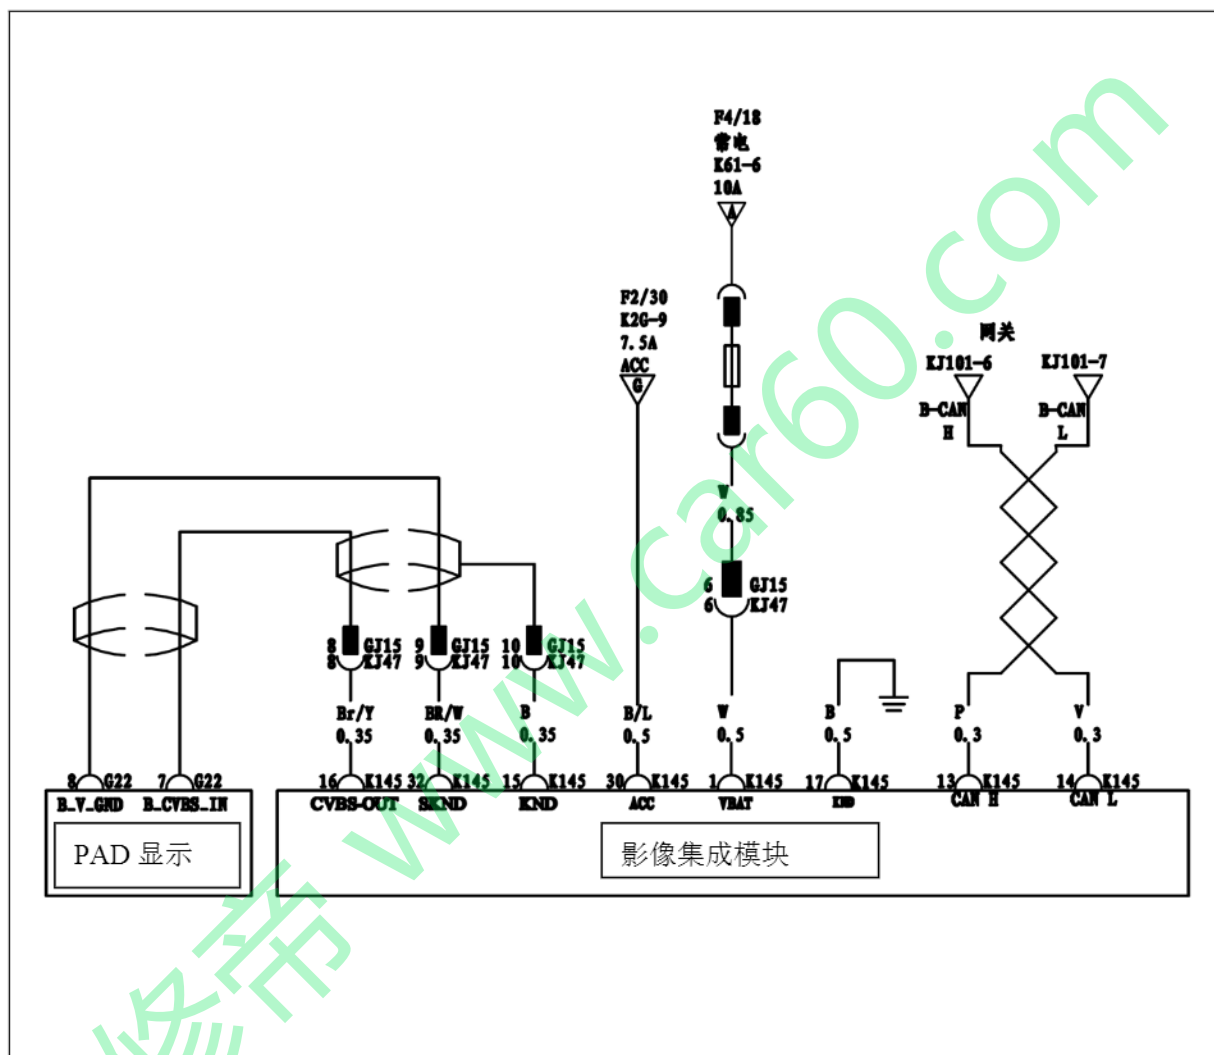 F4/18
常电
K61-6
10A
A
F2/30
K2G-9
7.5A
ACC
G
网关
KJ101-6
KJ101-7
B-CAN
H
B-CAN
L
W
0.85
6 GJ15
6 KJ47
8 GJ15
8 KJ47
9 GJ15
9 KJ47
10 GJ15
10 KJ47
Br/Y
0.35
BR/W
0.35
B
0.35
B/L
0.5
W
0.5
B
0.5
P
0.3
V
0.3
8 G22
7 G22
16 K145
32 K145
15 K145
30 K145
1 K145
17 K145
13 K145
14 K145
B_V_GND
B_CVBS_IN
CVBS-OUT
SKND
KND
ACC
VBAT
CAN H
CAN L
PAD 显示
影像集成模块
修帝 www.car60.com